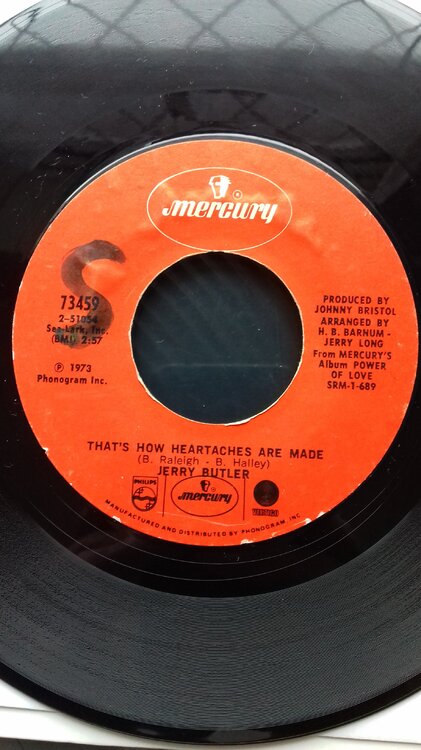 mercury
®
S
73459
2-51054
Sea-Lark, Inc.
(BMI) 2:57
Ⓟ 1973
Phonogram Inc.
PRODUCED BY
JOHNNY BRISTOL
ARRANGED BY
H. B. BARNUM-
JERRY LONG
From MERCURY'S
Album POWER
OF LOVE
SRM-1-689
THAT'S HOW HEARTACHES ARE MADE
(B. Raleigh - B. Halley)
JERRY BUTLER
PHILIPS
mercury
VERTIGO
MANUFACTURED AND DISTRIBUTED BY PHONOGRAM, INC